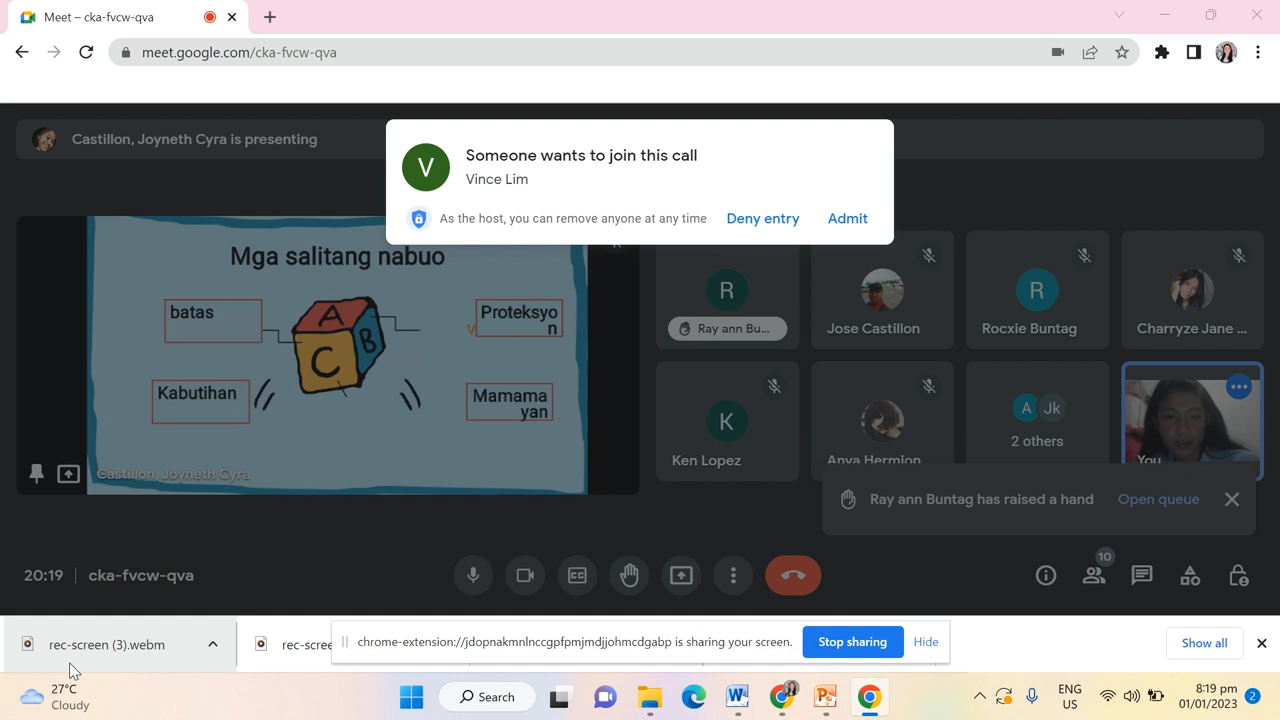 Meet – cka-fvcw-qva
meet.google.com/cka-fvcw-qva
Castillon, Joyneth Cyra is presenting
V
Someone wants to join this call
Vince Lim
As the host, you can remove anyone at any time
Deny entry
Admit
Mga salitang nabuo
batas
Proteksyo
n
Kabutihan
Mamama
yan
A
B
C
Castillon, Joyneth Cyra
R
Ray ann Bu...
Jose Castillon
R
Rocxie Buntag
Charryze Jane ...
K
Ken Lopez
Anya Hermion
A Jk
2 others
You
Ray ann Buntag has raised a hand
Open queue
20:19 | cka-fvcw-qva
10
rec-screen (3).webm
rec-scree
chrome-extension://jdopnakmnlnccgpfpmjmdjjohmcdgabp is sharing your screen.
Stop sharing
Hide
Show all
27°C
Cloudy
Search
ENG
US
8:19 pm
01/01/2023
2